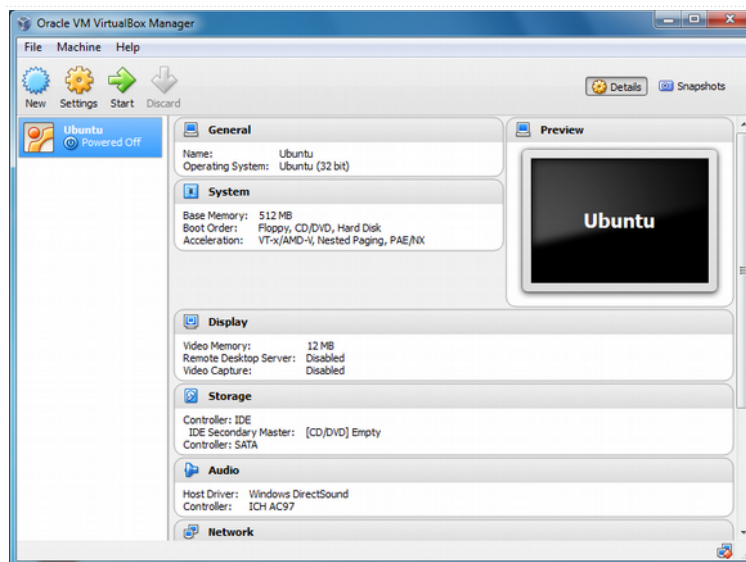 Oracle VM VirtualBox Manager
File Machine Help
New Settings Start Discard
Details Snapshots
Ubuntu
Powered Off
General
Name: Ubuntu
Operating System: Ubuntu (32 bit)
System
Base Memory: 512 MB
Boot Order: Floppy, CD/DVD, Hard Disk
Acceleration: VT-x/AMD-V, Nested Paging, PAE/NX
Preview
Ubuntu
Display
Video Memory: 12 MB
Remote Desktop Server: Disabled
Video Capture: Disabled
Storage
Controller: IDE
IDE Secondary Master: [CD/DVD] Empty
Controller: SATA
Audio
Host Driver: Windows DirectSound
Controller: ICH AC97
Network